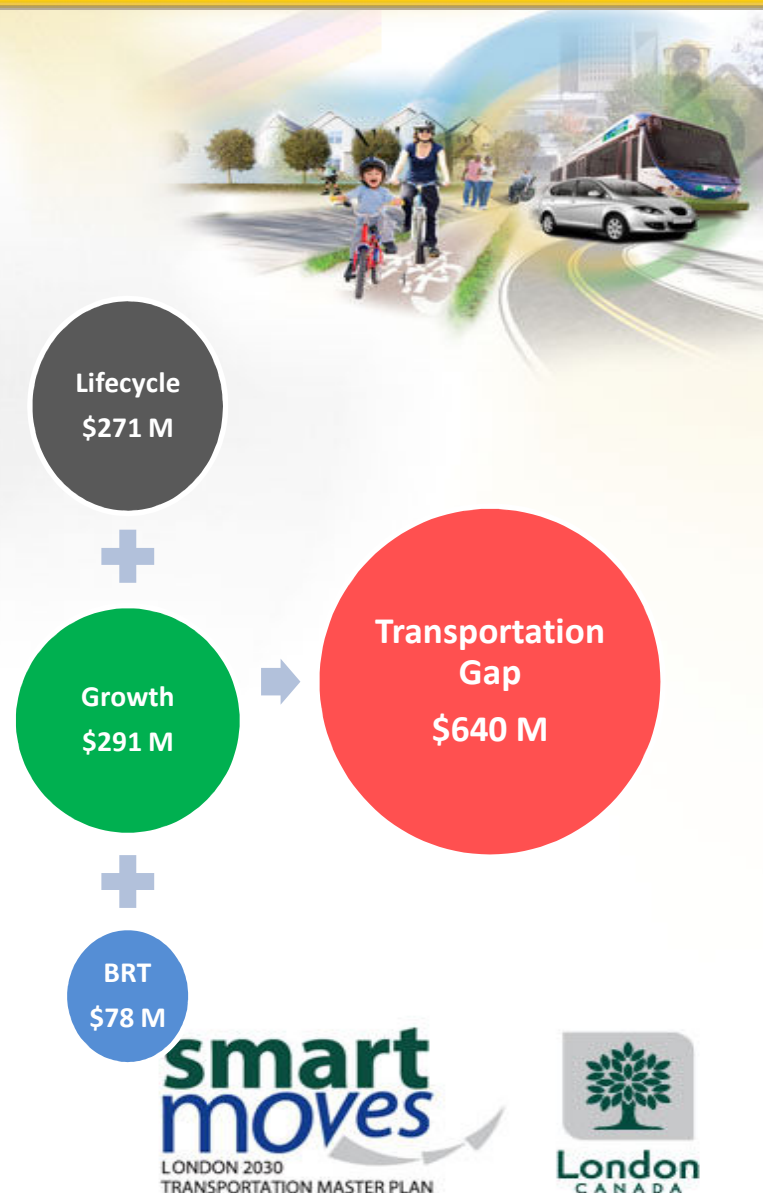 Lifecycle
$271 M
Growth
$291 M
Transportation
Gap
$640 M
BRT
$78 M
smart
moves
LONDON 2030
TRANSPORTATION MASTER PLAN
London
CANADA